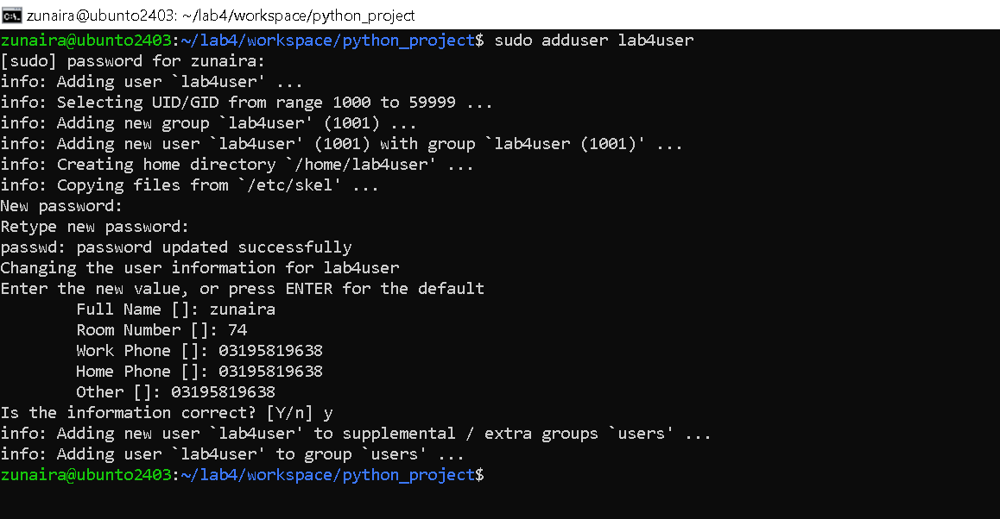 zunaira@ubunto2403: ~/lab4/workspace/python_project
zunaira@ubunto2403:~/lab4/workspace/python_project$ sudo adduser lab4user
[sudo] password for zunaira:
info: Adding user `lab4user' ...
info: Selecting UID/GID from range 1000 to 59999 ...
info: Adding new group `lab4user' (1001) ...
info: Adding new user `lab4user' (1001) with group `lab4user (1001)' ...
info: Creating home directory `/home/lab4user' ...
info: Copying files from `/etc/skel' ...
New password:
Retype new password:
passwd: password updated successfully
Changing the user information for lab4user
Enter the new value, or press ENTER for the default
        Full Name []: zunaira
        Room Number []: 74
        Work Phone []: 03195819638
        Home Phone []: 03195819638
        Other []: 03195819638
Is the information correct? [Y/n] y
info: Adding new user `lab4user' to supplemental / extra groups `users' ...
info: Adding user `lab4user' to group `users' ...
zunaira@ubunto2403:~/lab4/workspace/python_project$